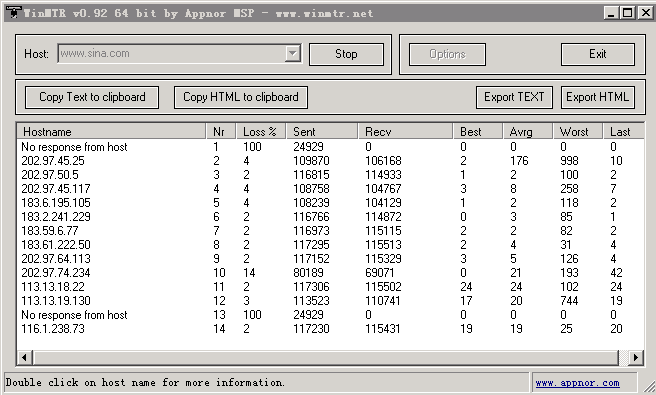 WinMTR v0.92 64 bit by Appnor MSP - www.winmtr.net
Host: www.sina.com Stop Options Exit
Copy Text to clipboard Copy HTML to clipboard Export TEXT Export HTML
Hostname Nr Loss % Sent Recv Best Avrg Worst Last
No response from host 1 100 24929 0 0 0 0 0
202.97.45.25 2 4 109870 106168 2 176 998 10
202.97.50.5 3 2 116815 114933 1 2 100 2
202.97.45.117 4 4 108758 104767 3 8 258 7
183.6.195.105 5 4 108239 104129 1 2 118 2
183.2.241.229 6 2 116766 114872 0 3 85 1
183.59.6.77 7 2 116973 115115 2 2 82 2
183.61.222.50 8 2 117295 115513 2 4 31 4
202.97.64.113 9 2 117152 115329 3 5 126 4
202.97.74.234 10 14 80189 69071 0 21 193 42
113.13.18.22 11 2 117306 115502 24 24 102 24
113.13.19.130 12 3 113523 110741 17 20 744 19
No response from host 13 100 24929 0 0 0 0 0
116.1.238.73 14 2 117230 115431 19 19 25 20
Double click on host name for more information. www.appnor.com